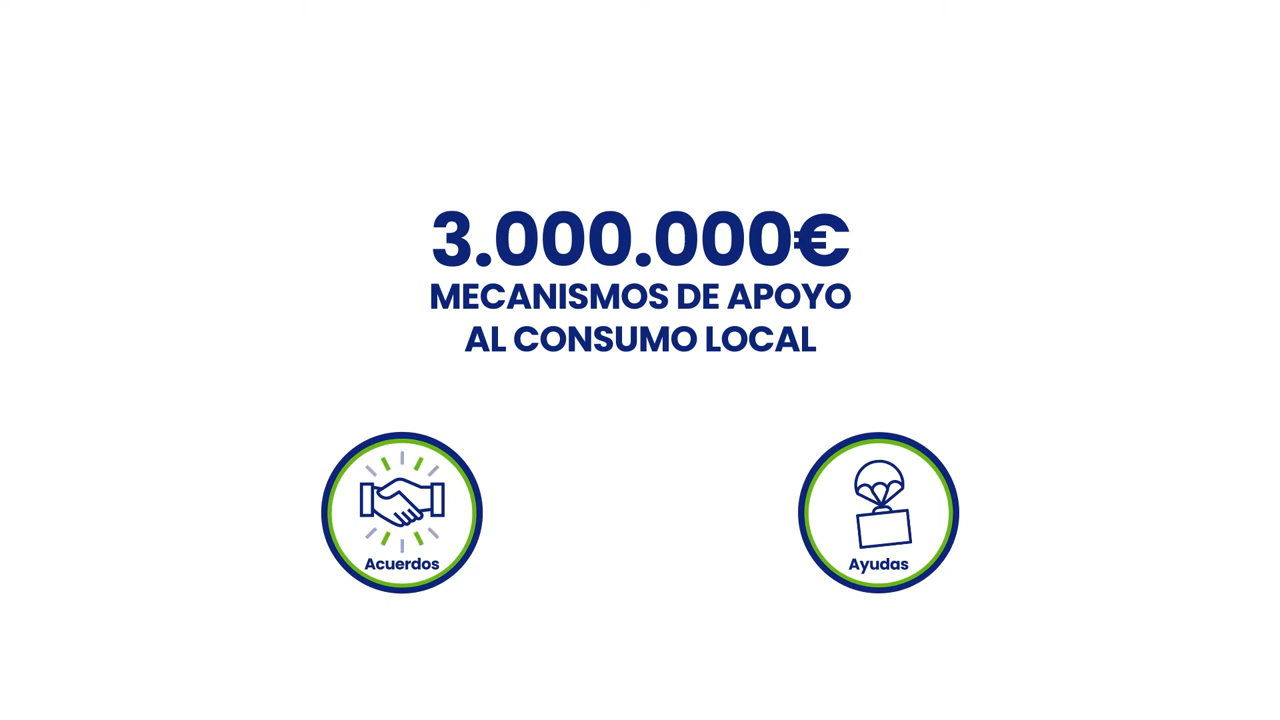 3.000.000€
MECANISMOS DE APOYO
AL CONSUMO LOCAL
Acuerdos
Ayudas